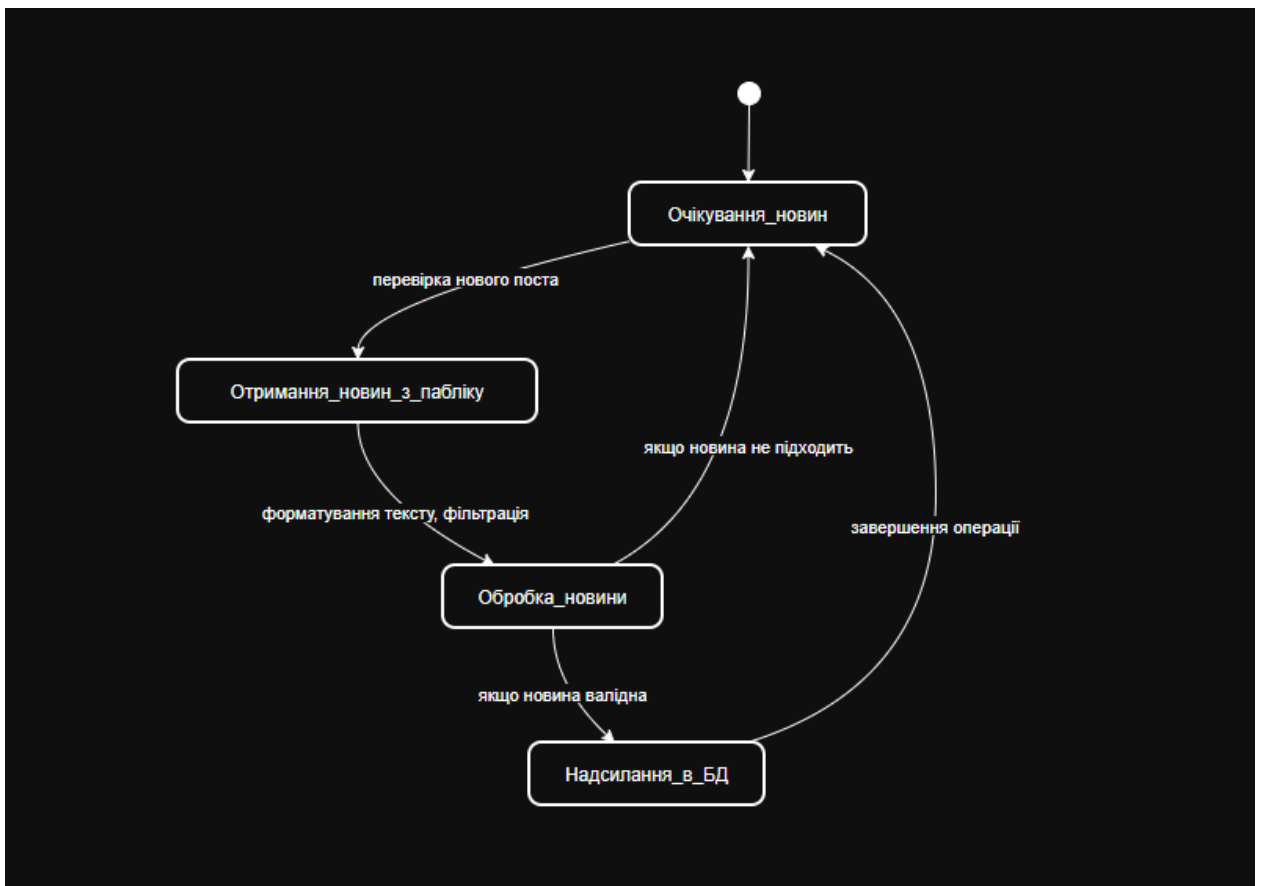 Очікування_новин
перевірка нового поста
Отримання_новин_з_пабліку
якщо новина не підходить
форматування тексту, фільтрація
завершення операції
Обробка_новини
якщо новина валідна
Надсилання_в_БД